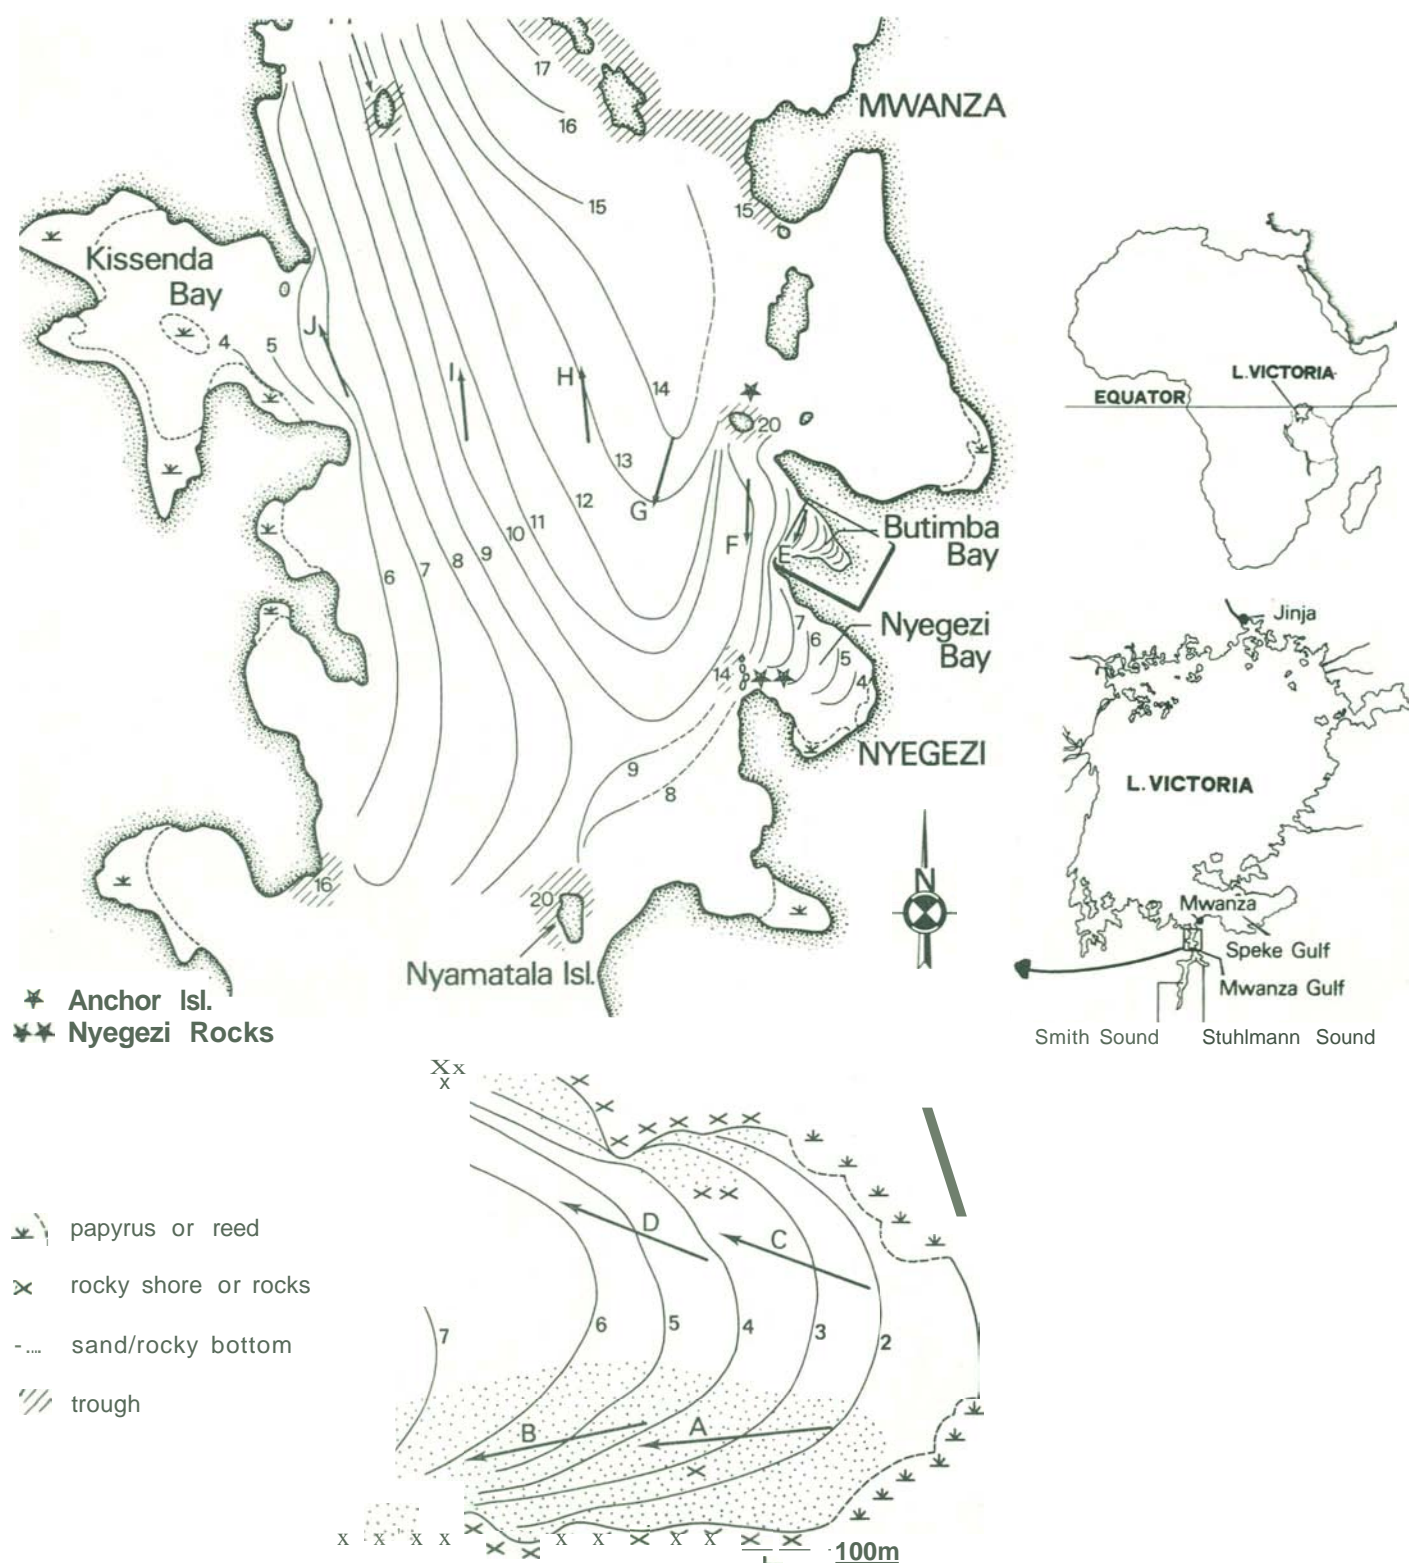 17
MWANZA
16
15
15
Kissenda
Bay
J
4
5
I
H
14
EQUATOR
L.VICTORIA
20
13
12
G
11
10
9
8
7
6
F
E
Butimba
Bay
Nyegezi
Bay
7
6
5
4
14
NYEGEZI
9
8
Jinja
L. VICTORIA
16
20
N
Nyamatala Isl.
Mwanza
Speke Gulf
Mwanza Gulf
Smith Sound Stuhlmann Sound
Anchor Isl.
Nyegezi Rocks
Xx
x
papyrus or reed
rocky shore or rocks
sand/rocky bottom
trough
D
C
7
6
5
4
3
2
B
A
x x x x x x x x
100m